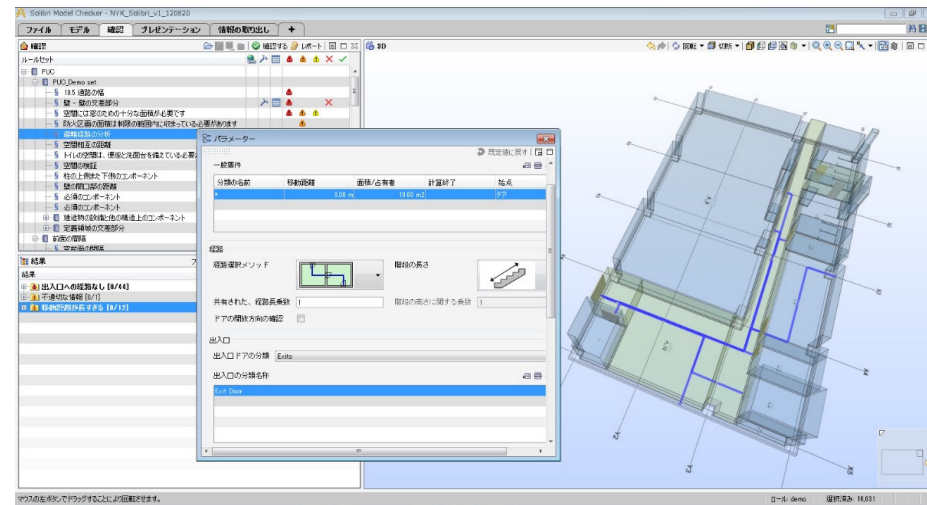 Solibri Model Checker - NYK_Solibri_v1_120820
ファイル モデル 確認 プレゼンテーション 情報の取出し +
確認 確認する レポート
3D
回転 切断
ルールセット
PUC
PUC_Demo set
§ 10.5 通路の幅
§ 壁 - 壁の交差部分
§ 空間には窓のための十分な面積が必要です
§ 防火区画の面積は制限の範囲内に収まっている必要があります
避難経路の分析
§ 空間相互の距離
§ トイレの空間は、便座と洗面台を備えている必要
§ 空間の検証
§ 柱の上側また下側のコンポーネント
§ 壁の開口部の距離
§ 必須のコンポーネント
§ 必須のコンポーネント
建造物の設備と他の構造上のコンポーネント
定義領域の交差部分
前面の間隔
結果
結果
出入口への経路なし [0/44]
不適切な情報 [0/1]
移動距離が長すぎる [0/12]
パラメーター
既定値に戻す
一般要件
分類の名前 移動距離 面積/占有者 計算終了 始点
* 3.00 m 10.00 m2 ドア
経路
経路選択メソッド 階段の長さ
共有された、経路長乗数 1 階段の高さに関する乗数 1
ドアの開放方向の確認
出入口
出入口ドアの分類 Exits
出入口の分類名称
Exit Door
マウスの左ボタンでドラッグすることにより回転させます。
ロール: demo 選択済み: 18,031